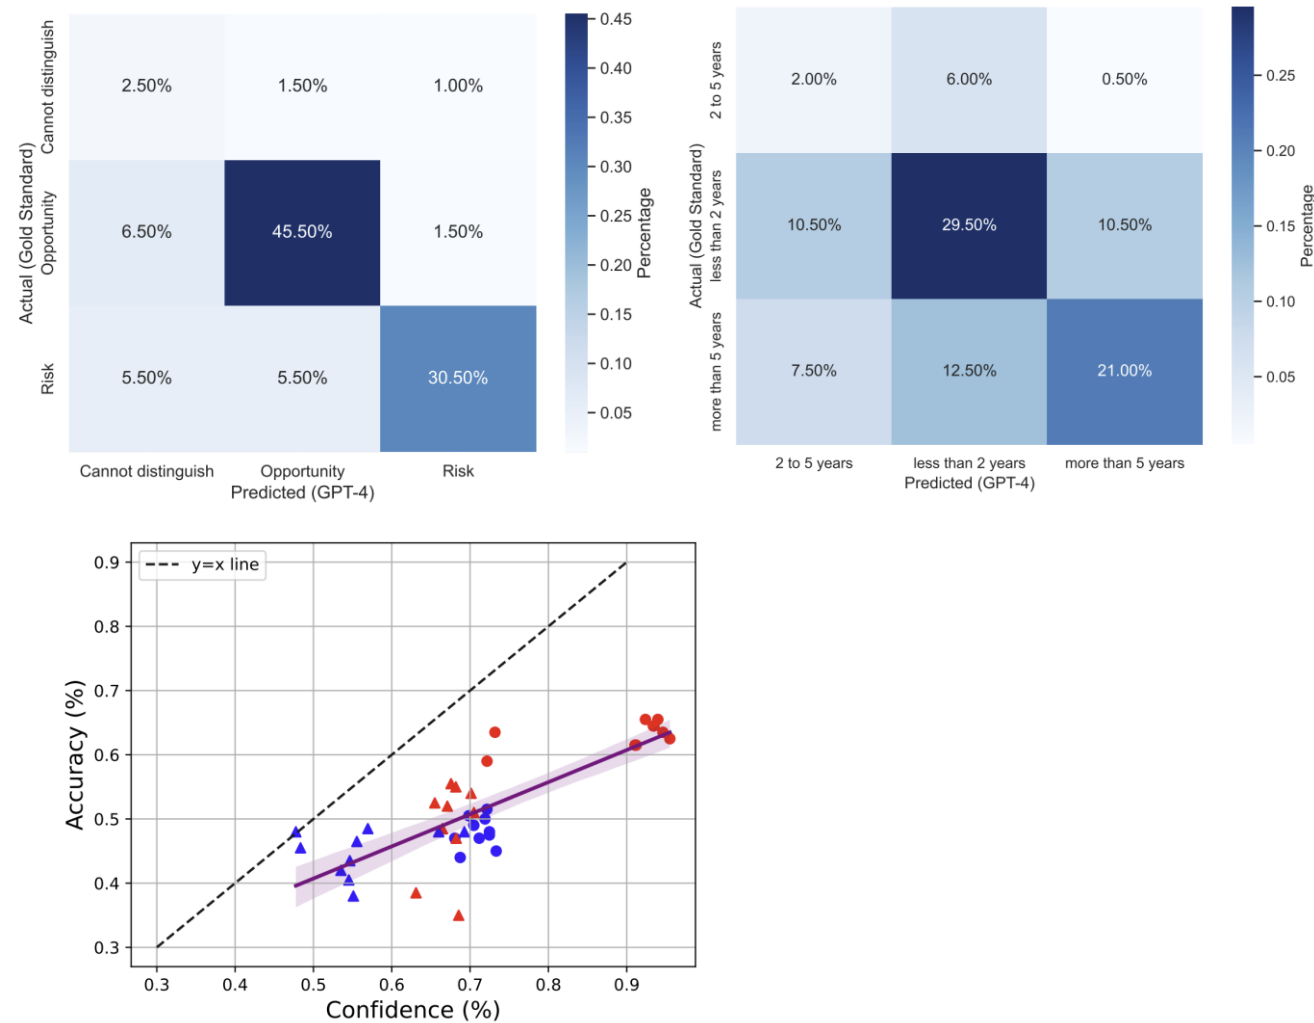 Actual (Gold Standard)
Cannot distinguish
Opportunity
Risk
2.50% 1.50% 1.00%
6.50% 45.50% 1.50%
5.50% 5.50% 30.50%
Cannot distinguish Opportunity Risk
Predicted (GPT-4)
0.45
0.40
0.35
0.30
0.25
0.20
0.15
0.10
0.05
Percentage
Actual (Gold Standard)
2 to 5 years
less than 2 years
more than 5 years
2.00% 6.00% 0.50%
10.50% 29.50% 10.50%
7.50% 12.50% 21.00%
2 to 5 years less than 2 years more than 5 years
Predicted (GPT-4)
0.25
0.20
0.15
0.10
0.05
Percentage
y=x line
Accuracy (%)
0.9
0.8
0.7
0.6
0.5
0.4
0.3
0.3 0.4 0.5 0.6 0.7 0.8 0.9
Confidence (%)